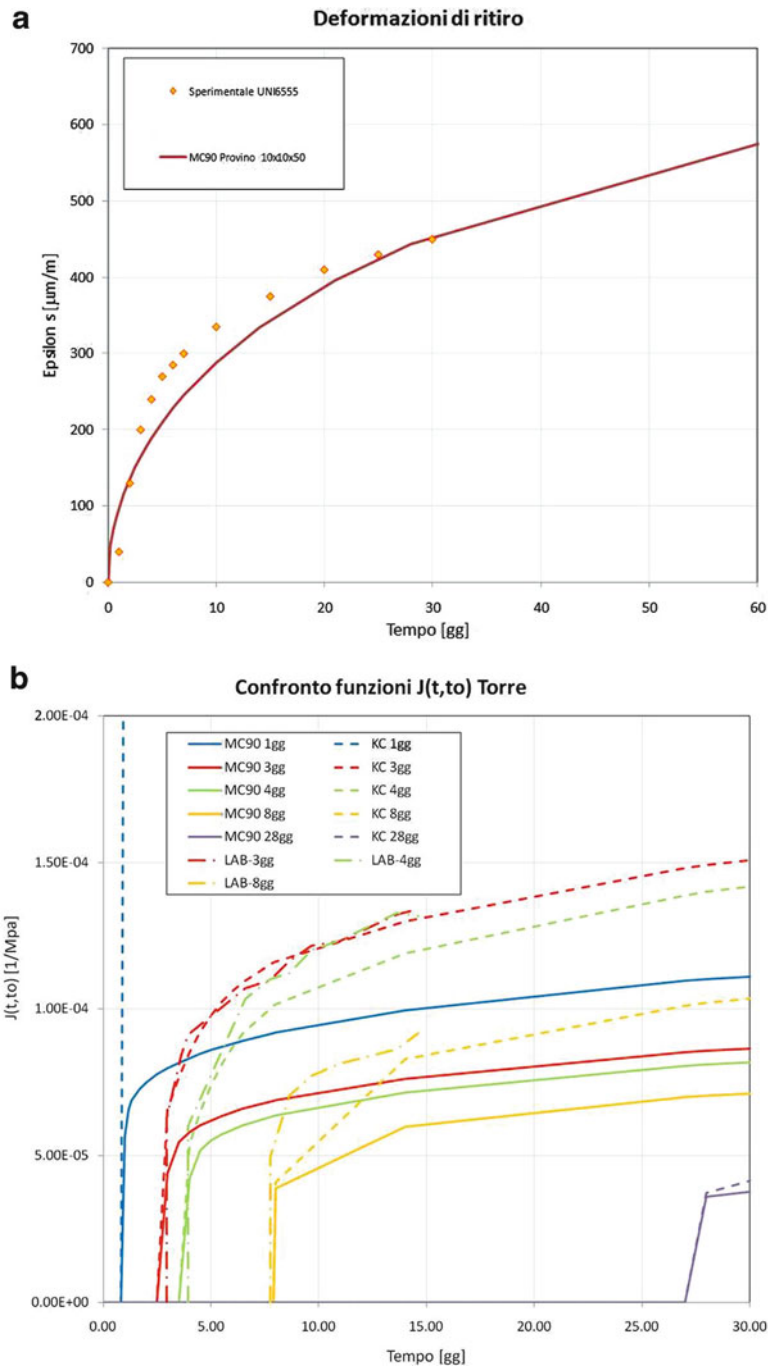 a
Deformazioni di ritiro
700
600
500
400
300
200
100
0
Epsilon s [µm/m]
Sperimentale UNI6555
MC90 Provino 10x10x50
0 10 20 30 40 50 60
Tempo [gg]
b
Confronto funzioni J(t,to) Torre
2.00E-04
1.50E-04
1.00E-04
5.00E-05
0.00E+00
J(t,to) [1/Mpa]
MC90 1gg KC 1gg
MC90 3gg KC 3gg
MC90 4gg KC 4gg
MC90 8gg KC 8gg
MC90 28gg KC 28gg
LAB-3gg LAB-4gg
LAB-8gg
0.00 5.00 10.00 15.00 20.00 25.00 30.00
Tempo [gg]